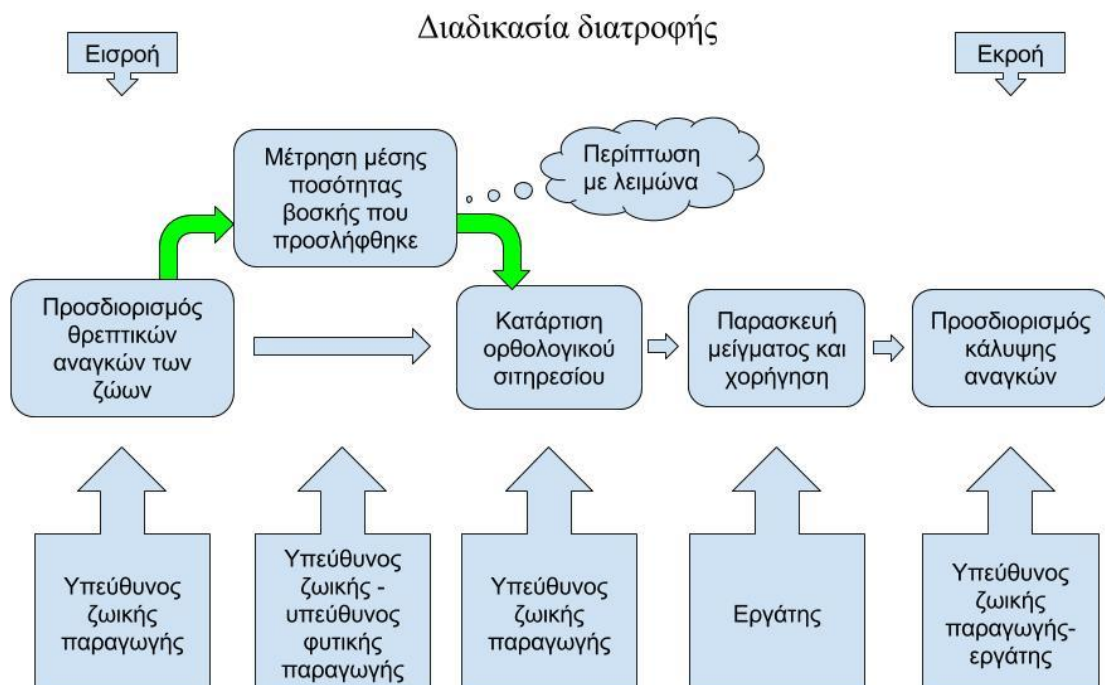 Διαδικασία διατροφής
Εισροή
Εκροή
Μέτρηση μέσης
ποσότητας
βοσκής που
προσλήφθηκε
Περίπτωση
με λειμώνα
Προσδιορισμός
θρεπτικών
αναγκών των
ζώων
Κατάρτιση
ορθολογικού
σιτηρεσίου
Παρασκευή
μείγματος και
χορήγηση
Προσδιορισμός
κάλυψης
αναγκών
Υπεύθυνος
ζωικής
παραγωγής
Υπεύθυνος
ζωικής -
υπεύθυνος
φυτικής
παραγωγής
Υπεύθυνος
ζωικής
παραγωγής
Εργάτης
Υπεύθυνος
ζωικής
παραγωγής-
εργάτης